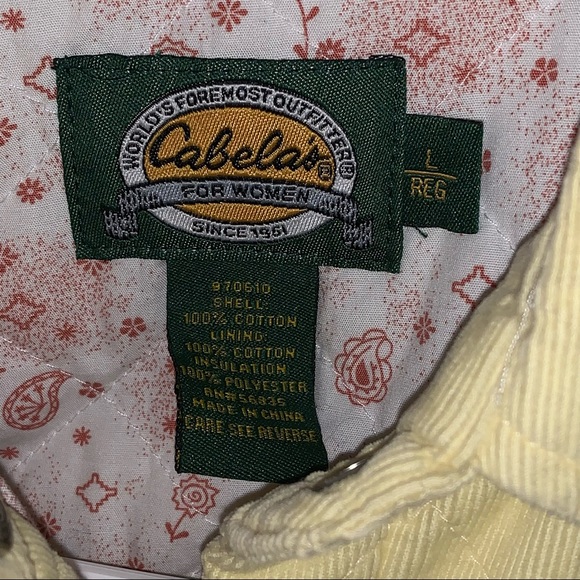 WORLD'S FOREMOST OUTFITTER®
Cabela's®
FOR WOMEN
SINCE 1961
L
REG
970610
SHELL:
100% COTTON
LINING:
100% COTTON
INSULATION
100% POLYESTER
RN#56835
MADE IN CHINA
CARE SEE REVERSE